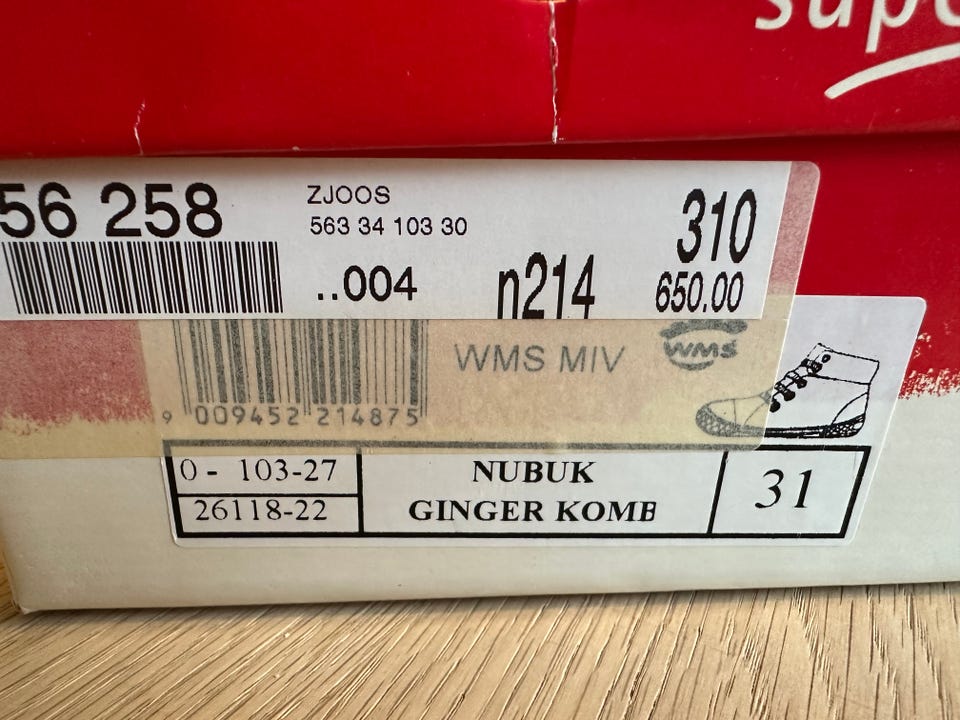 supe
56 258
ZJOOS
563 34 103 30
310
..004
n214
650.00
WMS MIV
WMS
9 009452 214875
0 - 103-27
NUBUK
31
26118-22
GINGER KOMB